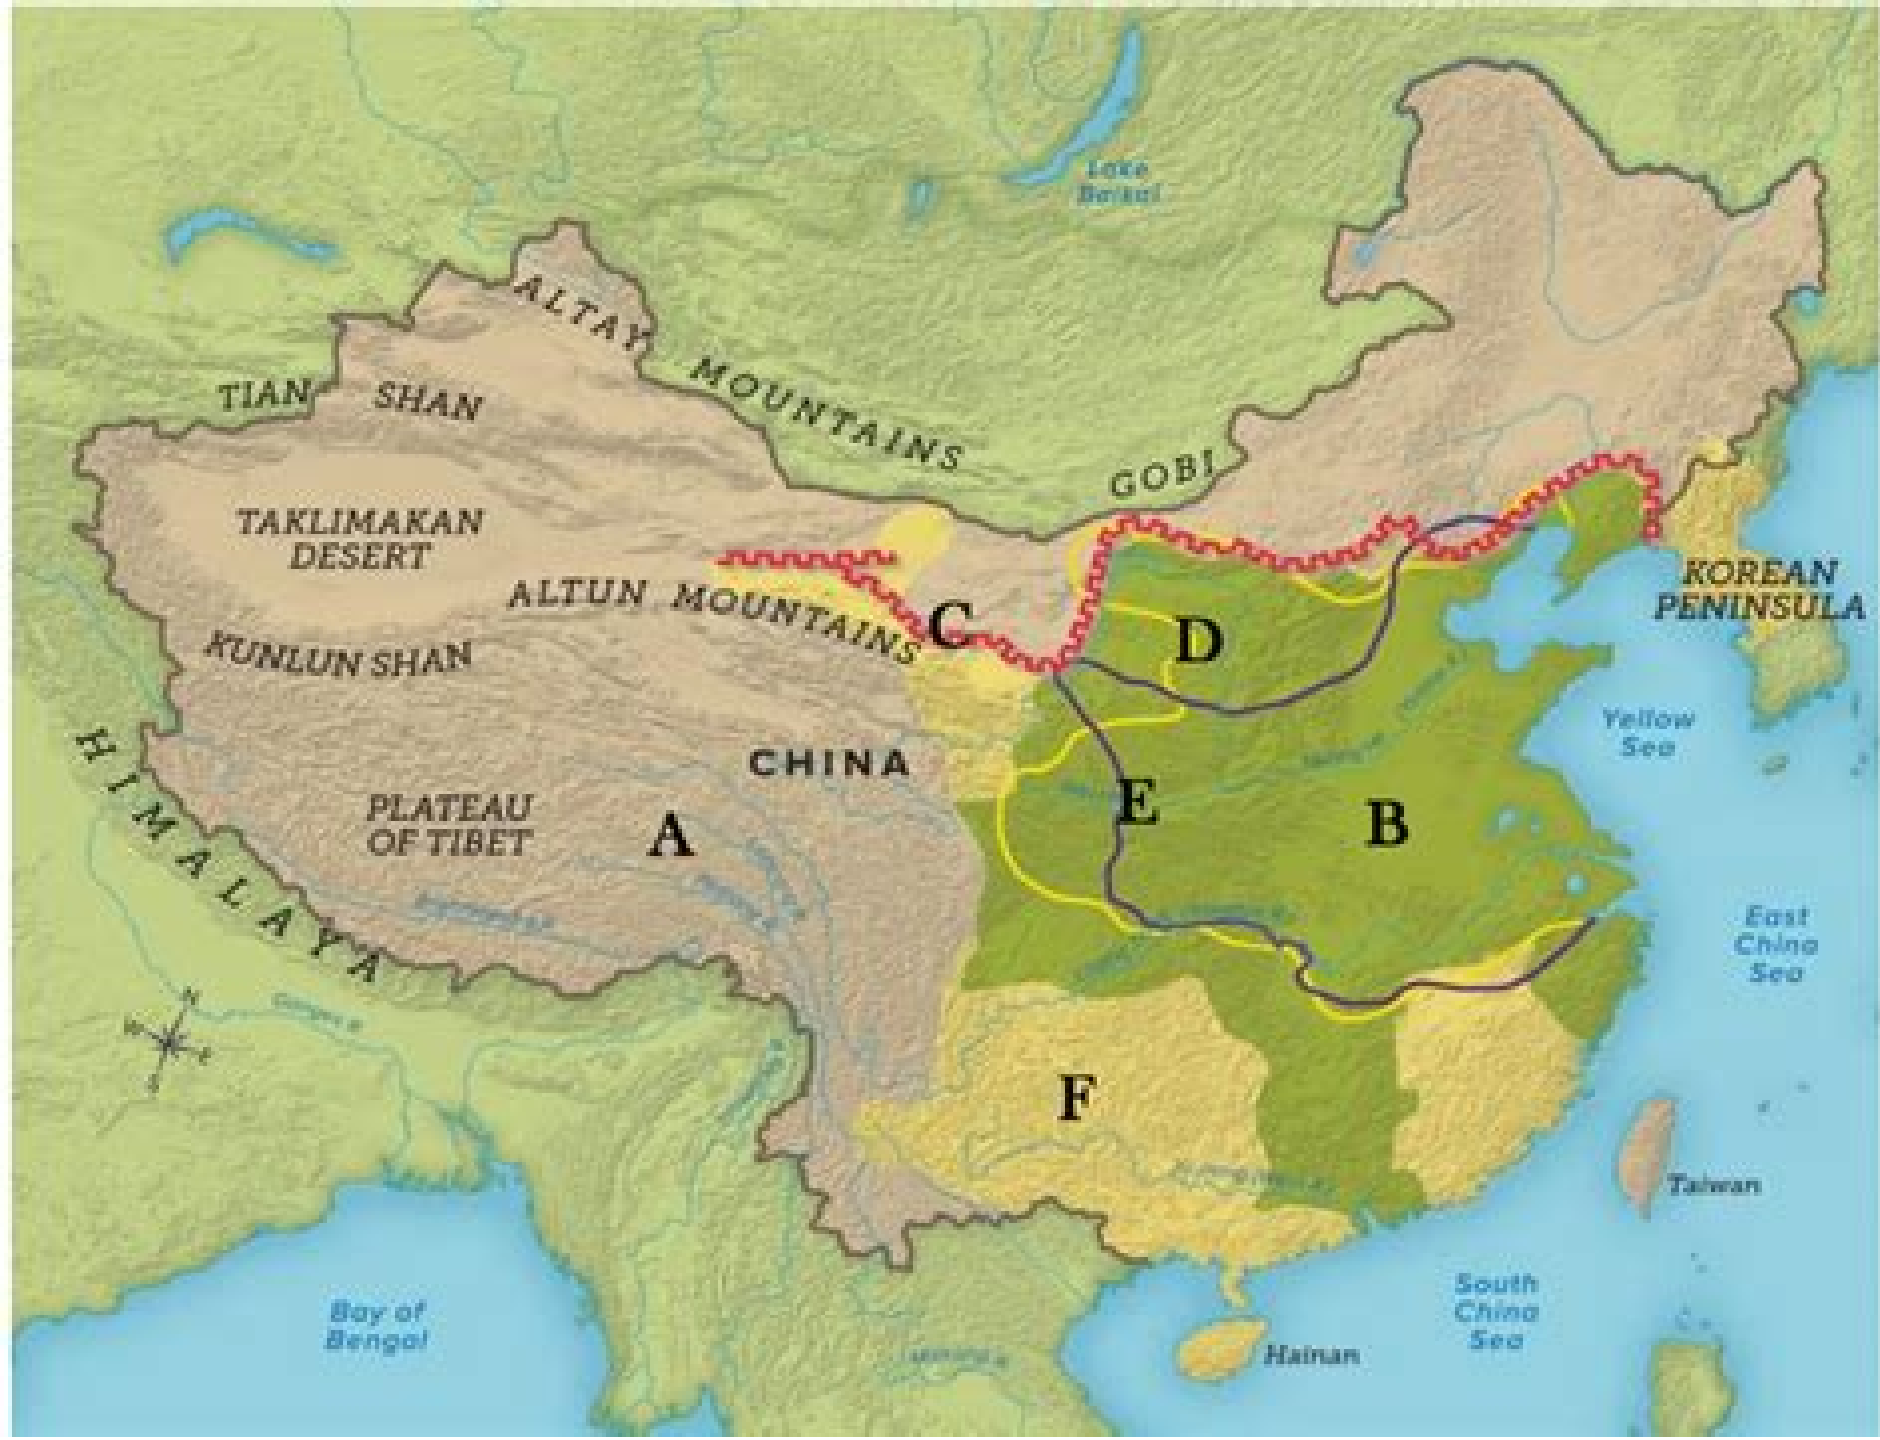 Lake
Baikal
ALTAY
MOUNTAINS
TIAN
SHAN
GOBI
TAKLIMAKAN
DESERT
ALTUN MOUNTAINS
C
D
KOREAN
PENINSULA
KUNLUN SHAN
Yellow
Sea
HIMALAYA
CHINA
PLATEAU
OF TIBET
A
E
B
East
China
Sea
N
W
E
S
Ganges R
F
Taiwan
South
China
Sea
Bay of
Bengal
Hainan